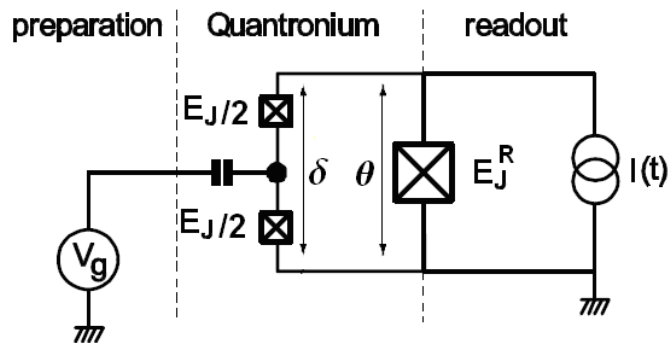 preparation Quantronium readout
E_J/2
δ θ E_J^R I(t)
E_J/2
V_g